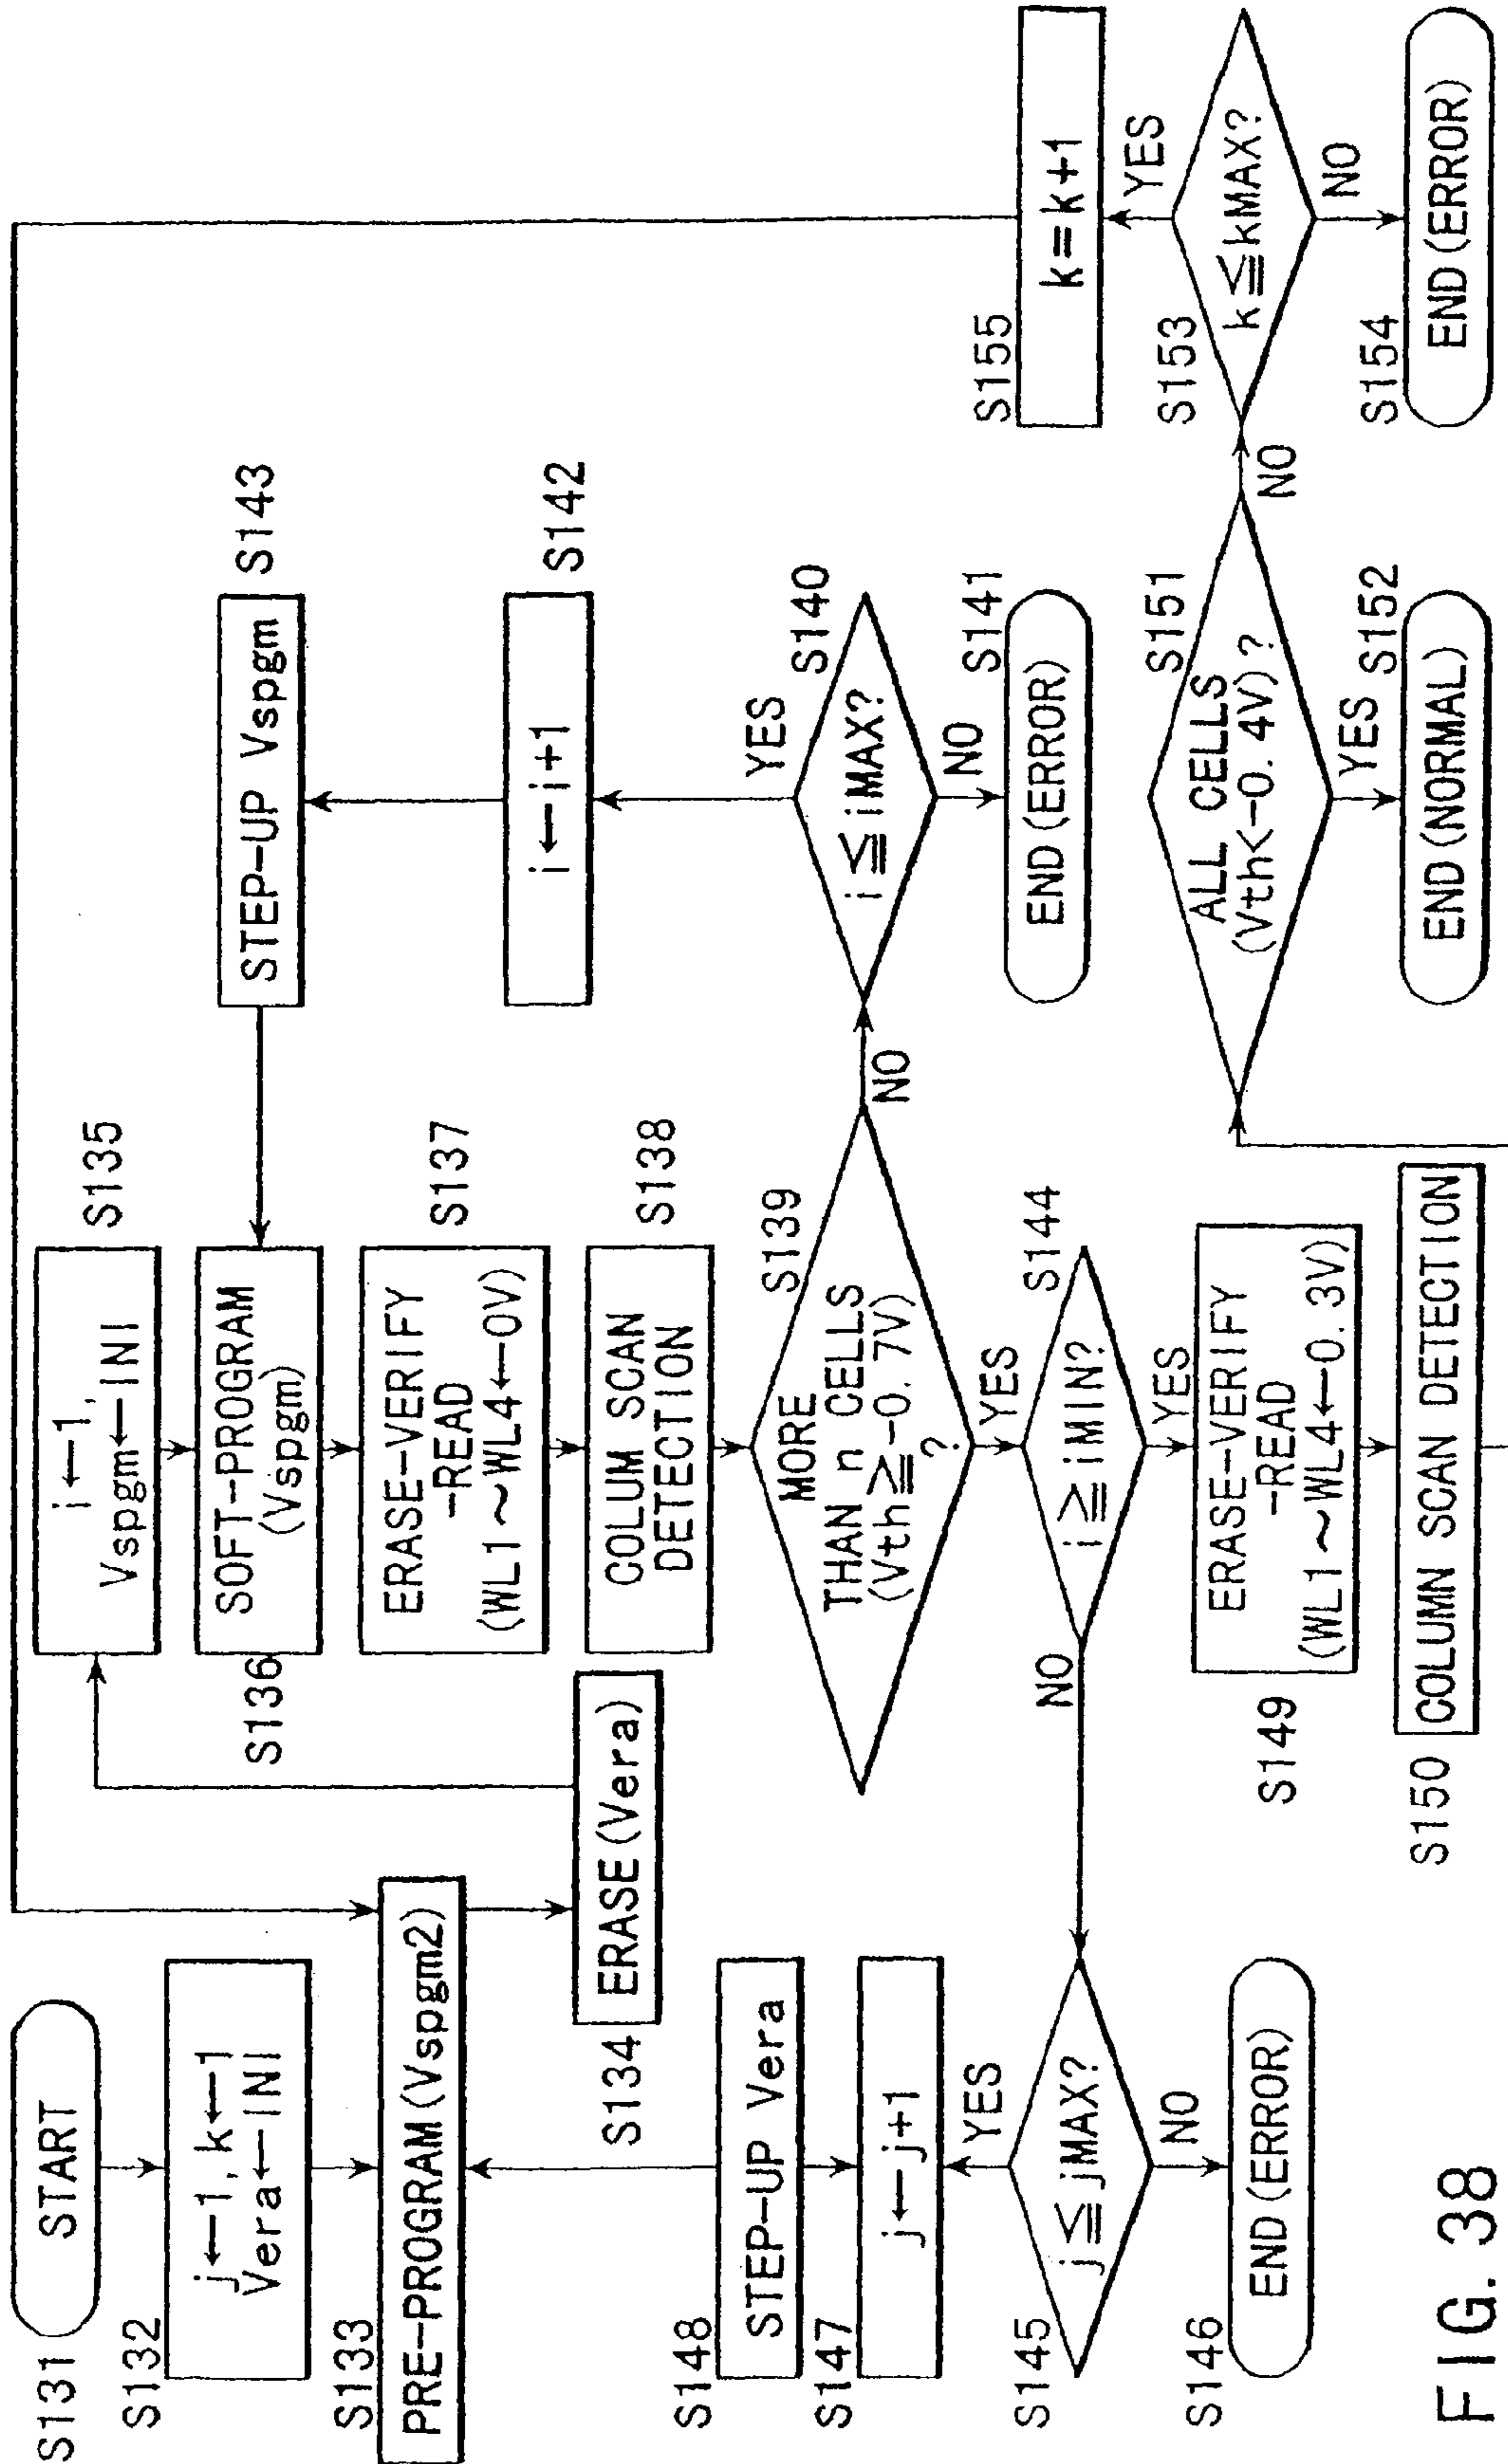 S131
START
S132
j←1, k←1
Vera←INI
S133
PRE-PROGRAM (Vspgm2)
S134
ERASE (Vera)
S135
i←1,
Vspgm←INI
S136
SOFT-PROGRAM
(Vspgm)
S137
ERASE-VERIFY
-READ
(WL1~WL4←0V)
S138
COLUM SCAN
DETECTION
S139
MORE
THAN n CELLS
(Vth≧-0.7V)
?
NO
YES
S140
i≦iMAX?
YES
NO
S141
END (ERROR)
S142
i←i+1
S143
STEP-UP Vspgm
S144
i≧iMIN?
NO
YES
S145
j≦jMAX?
YES
NO
S146
END (ERROR)
S147
j←j+1
S148
STEP-UP Vera
S149
ERASE-VERIFY
-READ
(WL1~WL4←0.3V)
S150
COLUMN SCAN DETECTION
S151
ALL CELLS
(Vth<-0.4V)?
NO
YES
S152
END (NORMAL)
S153
k≦kMAX?
YES
NO
S154
END (ERROR)
S155
k=k+1
FIG. 38